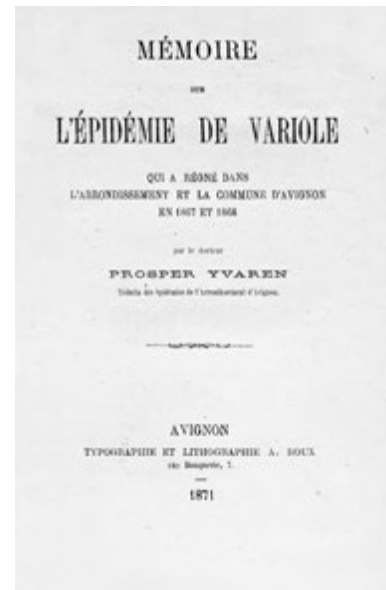 MÉMOIRE
SUR
L'ÉPIDÉMIE DE VARIOLE
QUI A RÉGNÉ DANS
L'ARRONDISSEMENT ET LA COMMUNE D'AVIGNON
EN 1867 ET 1868
par le docteur
PROSPER YVAREN
Médecin des épidémies de l'Arrondissement d'Avignon.
AVIGNON
TYPOGRAPHIE ET LITHOGRAPHIE A. ROUX
rue Bouquerie, 7.
1871